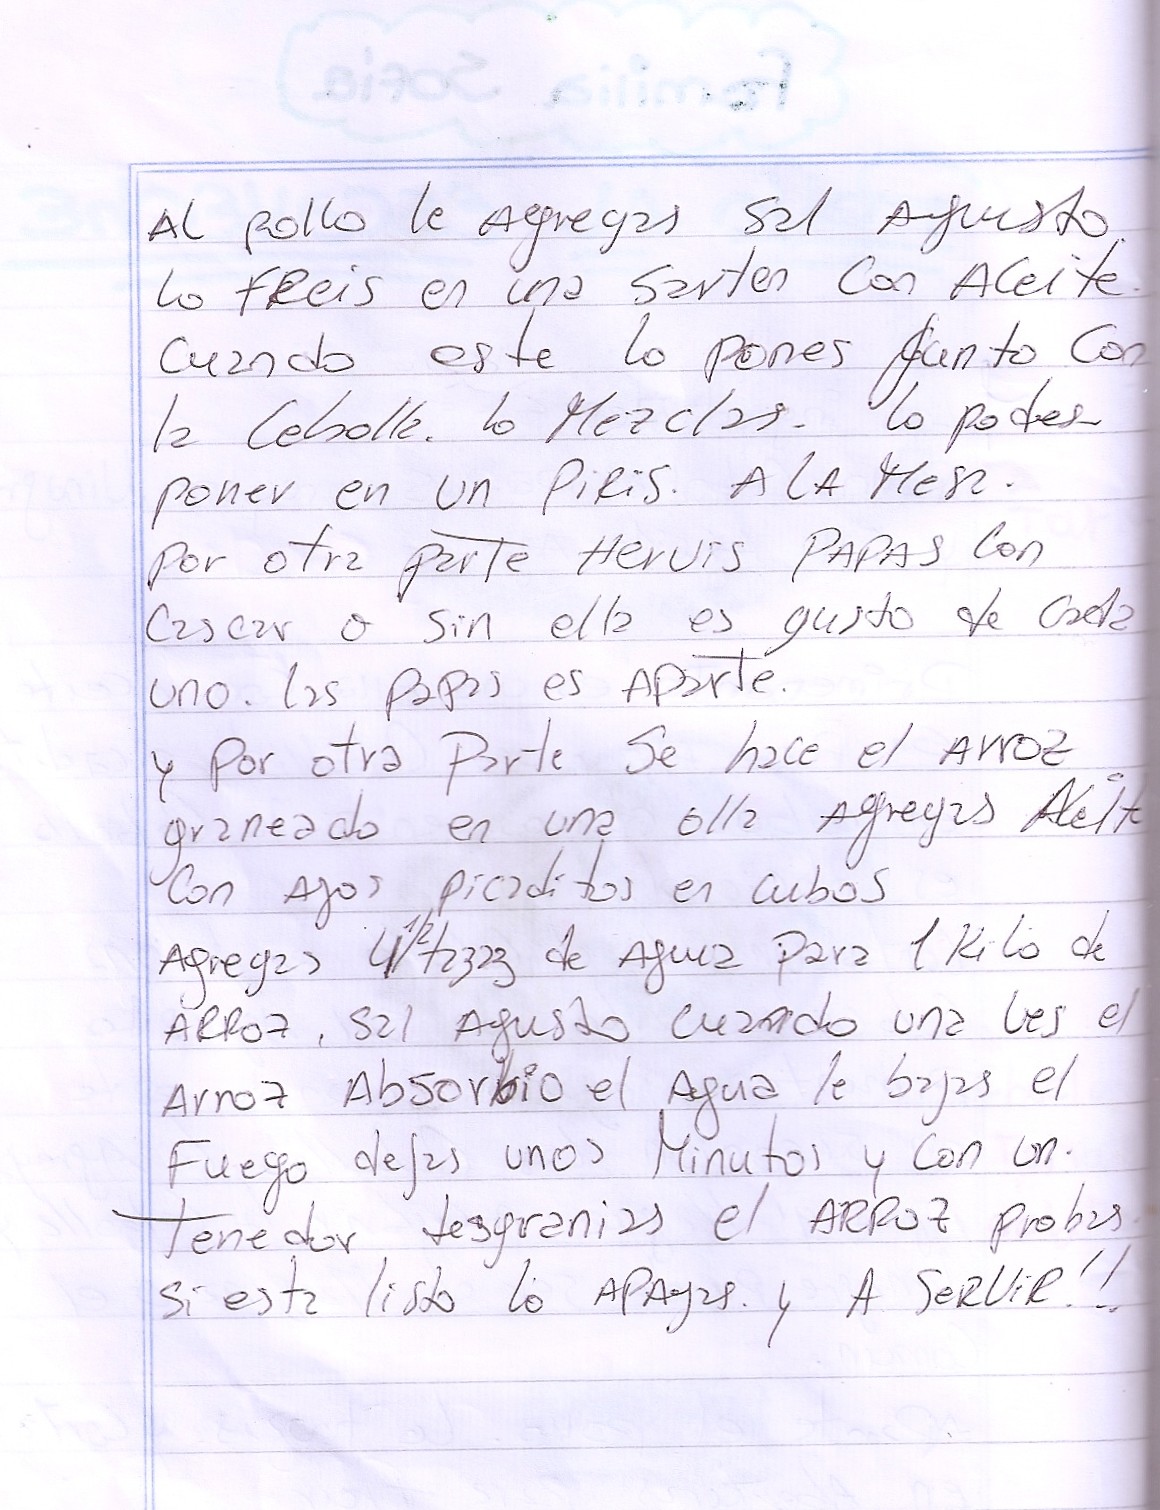 Familia Sofia
Al pollo le Agregas Sal Agusto.
lo FReis en una Sarten Con ACeite.
Cuando este lo pones Junto Con
la Cebolla. lo Mezclas. lo podes
poner en un PiRis. A LA Mesa.
por otra parte Hervis PAPAS Con
Cascar o Sin ella es gusto de Cada
uno. las papas es APArte.
y Por otra Parte Se hace el Arroz
graneado en una olla Agregas Aceite
Con Ajos Picaditos en cubos
Agregas 4 1/2 tazas de Agua Para 1 Kilo de
ARROZ, Sal Agusto Cuando una Ves el
Arroz Absorbio el Agua le bajas el
Fuego dejas unos Minutos y Con un.
Tenedor desgranias el ARROZ probas.
Si esta listo lo APAgas. y A SeRViR!!